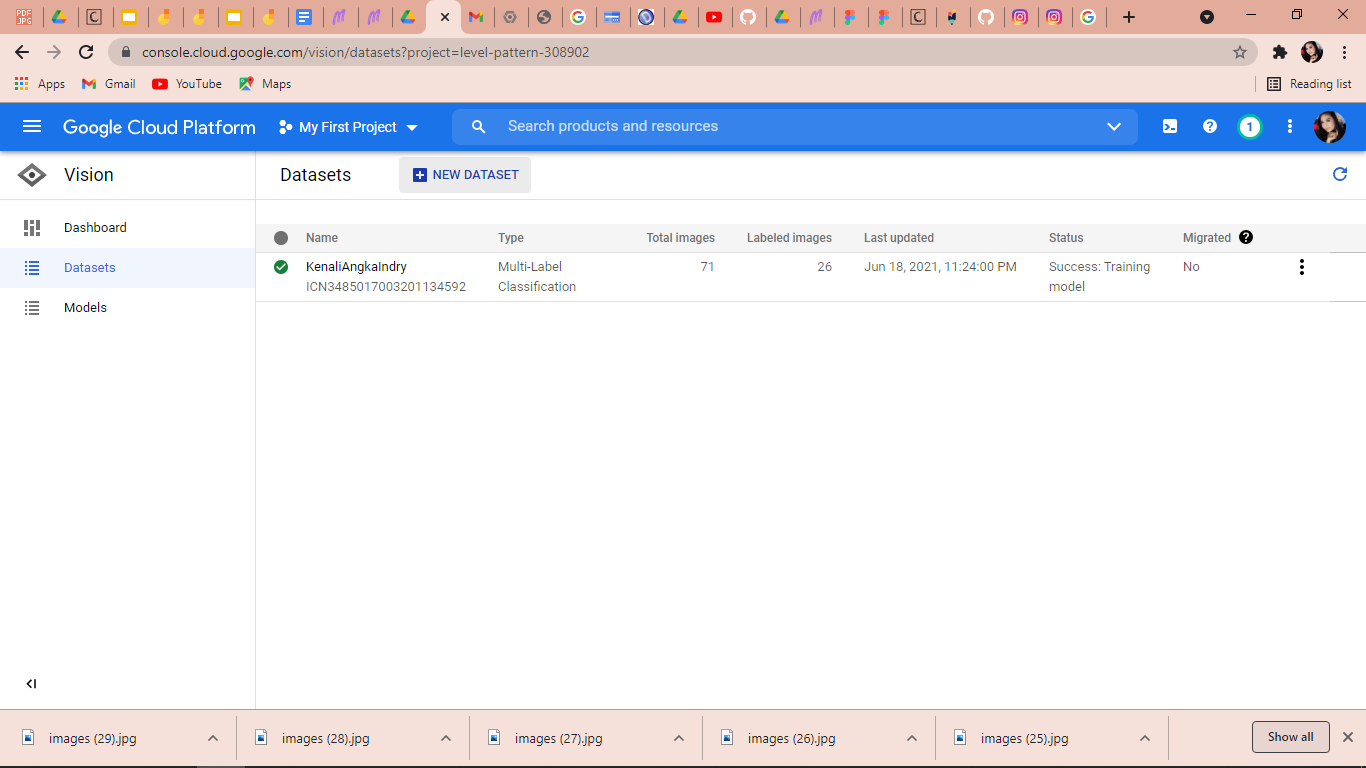 console.cloud.google.com/vision/datasets?project=level-pattern-308902
Apps Gmail YouTube Maps Reading list
Google Cloud Platform My First Project Search products and resources 1
Vision Datasets NEW DATASET
Dashboard
Datasets
Models
Name Type Total images Labeled images Last updated Status Migrated
KenaliAngkaIndry Multi-Label 71 26 Jun 18, 2021, 11:24:00 PM Success: Training No
ICN3485017003201134592 Classification model
images (29).jpg images (28).jpg images (27).jpg images (26).jpg images (25).jpg Show all